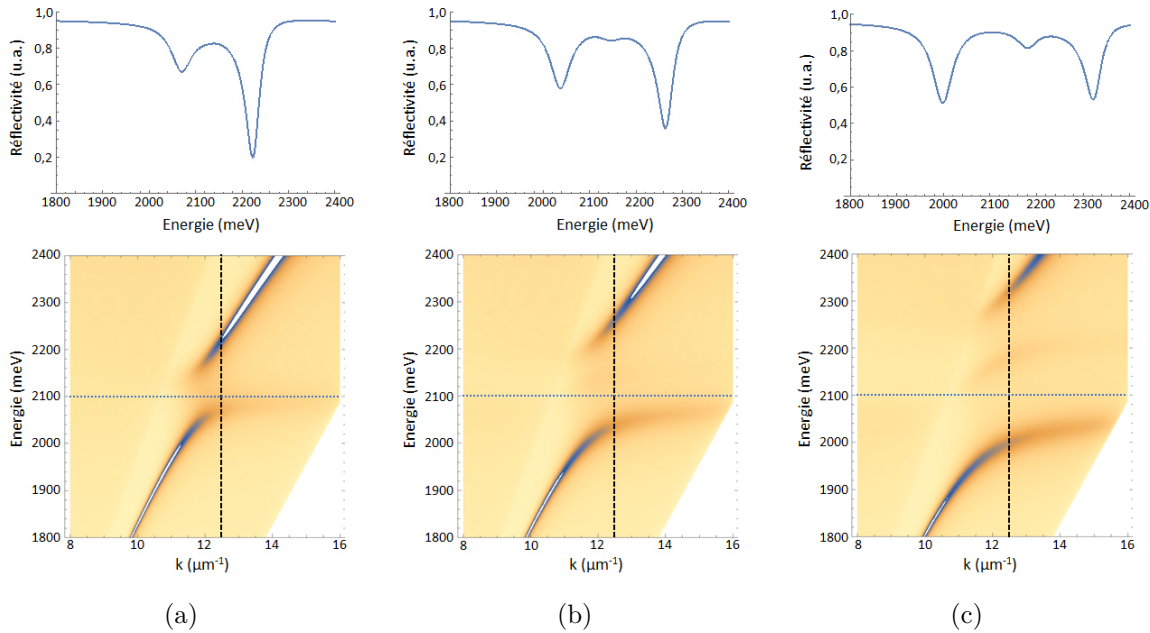 1,0
0,8
0,6
0,4
0,2
1800 1900 2000 2100 2200 2300 2400
Réflectivité (u.a.)
Energie (meV)
1,0
0,8
0,6
0,4
0,2
1800 1900 2000 2100 2200 2300 2400
Réflectivité (u.a.)
Energie (meV)
1,0
0,8
0,6
0,4
0,2
1800 1900 2000 2100 2200 2300 2400
Réflectivité (u.a.)
Energie (meV)
2400
2300
2200
2100
2000
1900
1800
8 10 12 14 16
Energie (meV)
k (µm⁻¹)
2400
2300
2200
2100
2000
1900
1800
8 10 12 14 16
Energie (meV)
k (µm⁻¹)
2400
2300
2200
2100
2000
1900
1800
8 10 12 14 16
Energie (meV)
k (µm⁻¹)
(a)
(b)
(c)